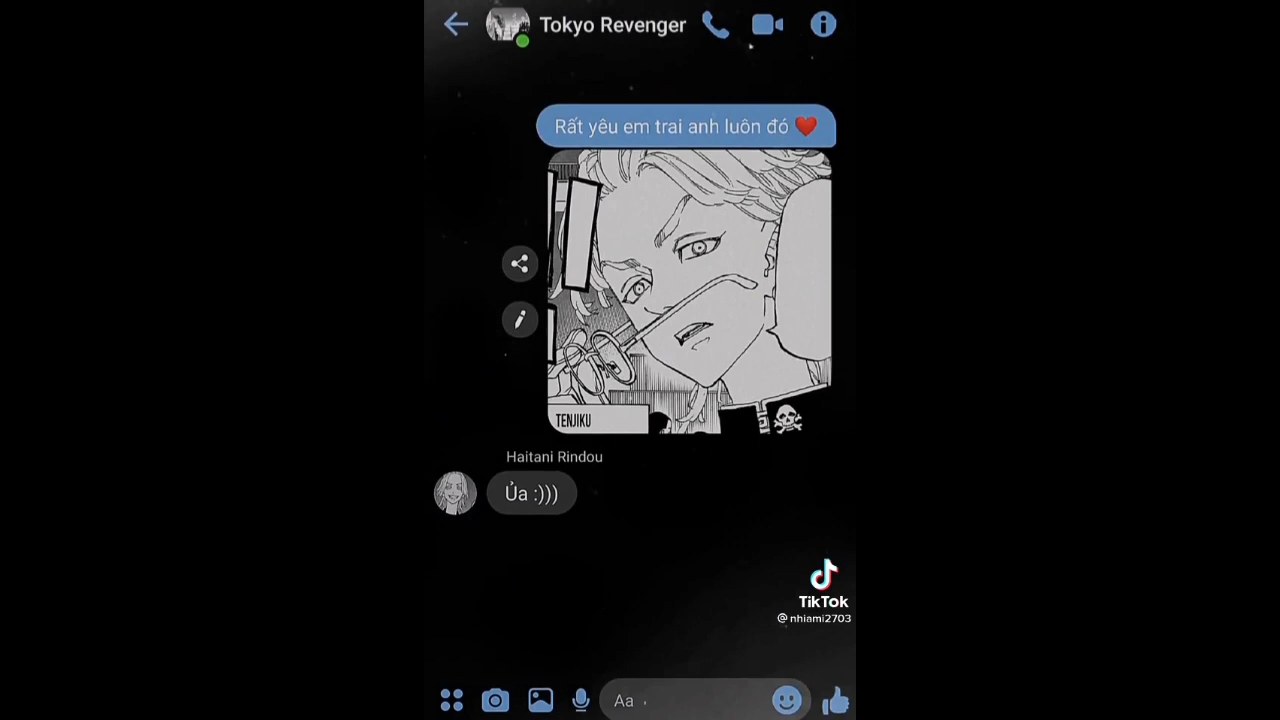 Tokyo Revenger
Rất yêu em trai anh luôn đó ❤️
TENJIKU
Haitani Rindou
Ủa :)))
TikTok
@nhiami2703
Aa